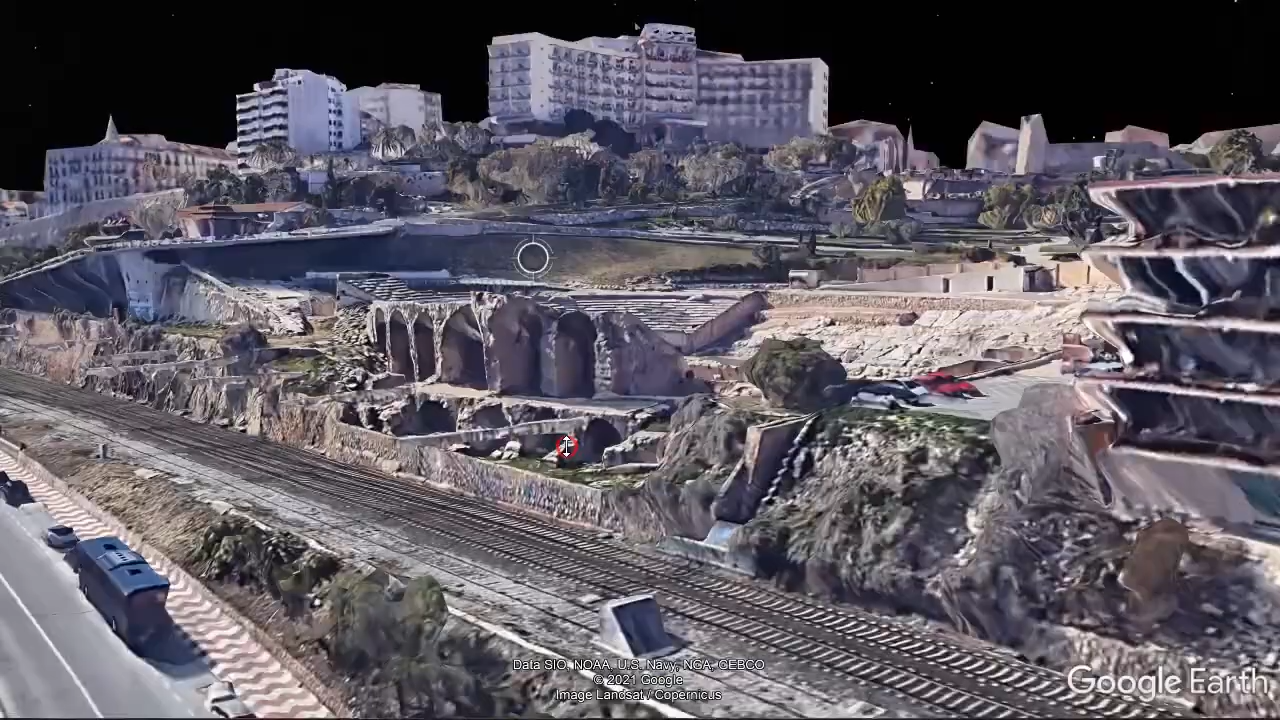 Data SIO, NOAA, U.S. Navy, NGA, GEBCO
© 2021 Google
Image Landsat / Copernicus
Google Earth